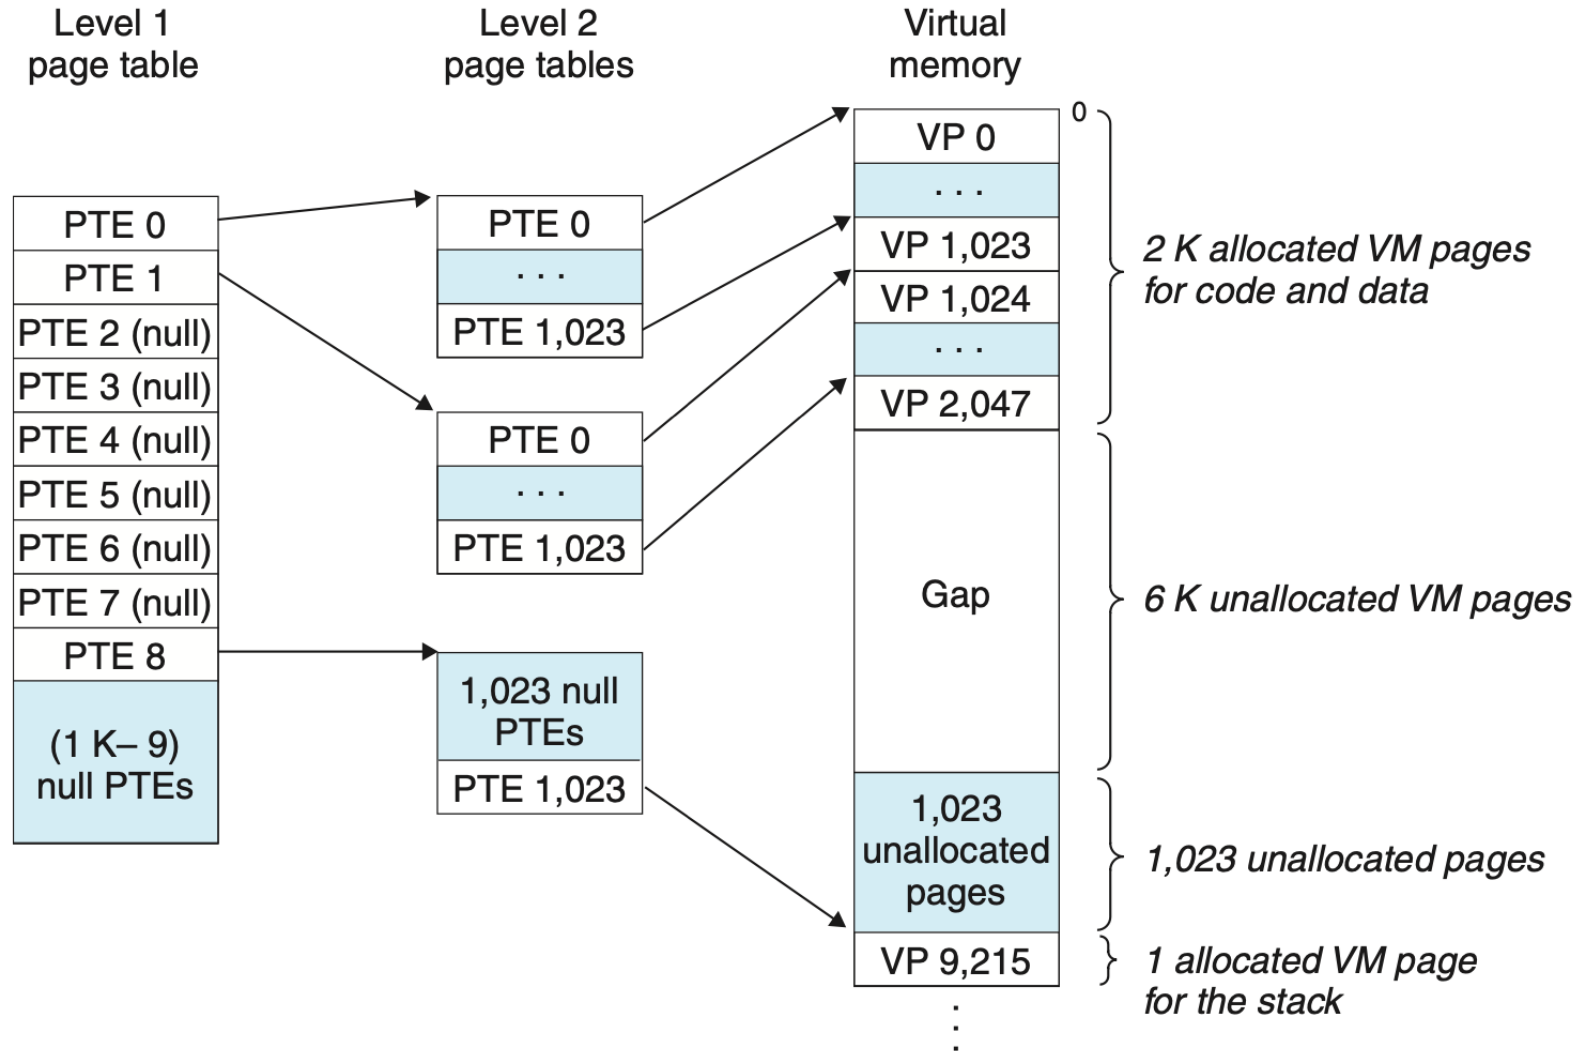 Level 1
page table
Level 2
page tables
Virtual
memory
PTE 0
PTE 1
PTE 2 (null)
PTE 3 (null)
PTE 4 (null)
PTE 5 (null)
PTE 6 (null)
PTE 7 (null)
PTE 8
(1 K– 9)
null PTEs
PTE 0
. . .
PTE 1,023
PTE 0
. . .
PTE 1,023
1,023 null
PTEs
PTE 1,023
0
VP 0
. . .
VP 1,023
VP 1,024
. . .
VP 2,047
Gap
1,023
unallocated
pages
VP 9,215
. . .
2 K allocated VM pages
for code and data
6 K unallocated VM pages
1,023 unallocated pages
1 allocated VM page
for the stack